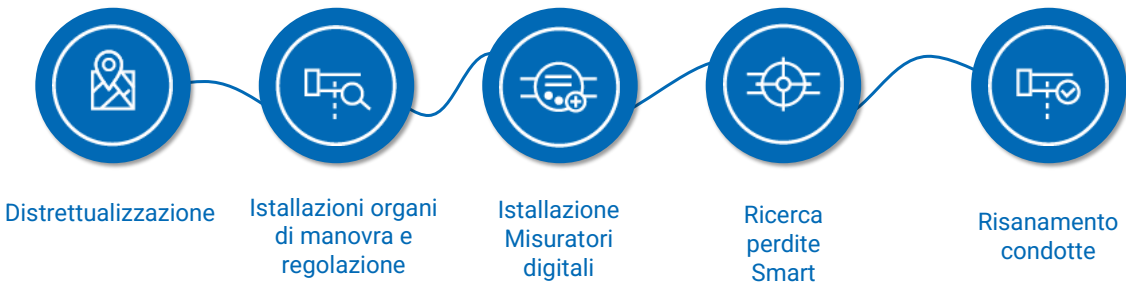 Distrettualizzazione
Istallazioni organi
di manovra e
regolazione
Istallazione
Misuratori
digitali
Ricerca
perdite
Smart
Risanamento
condotte